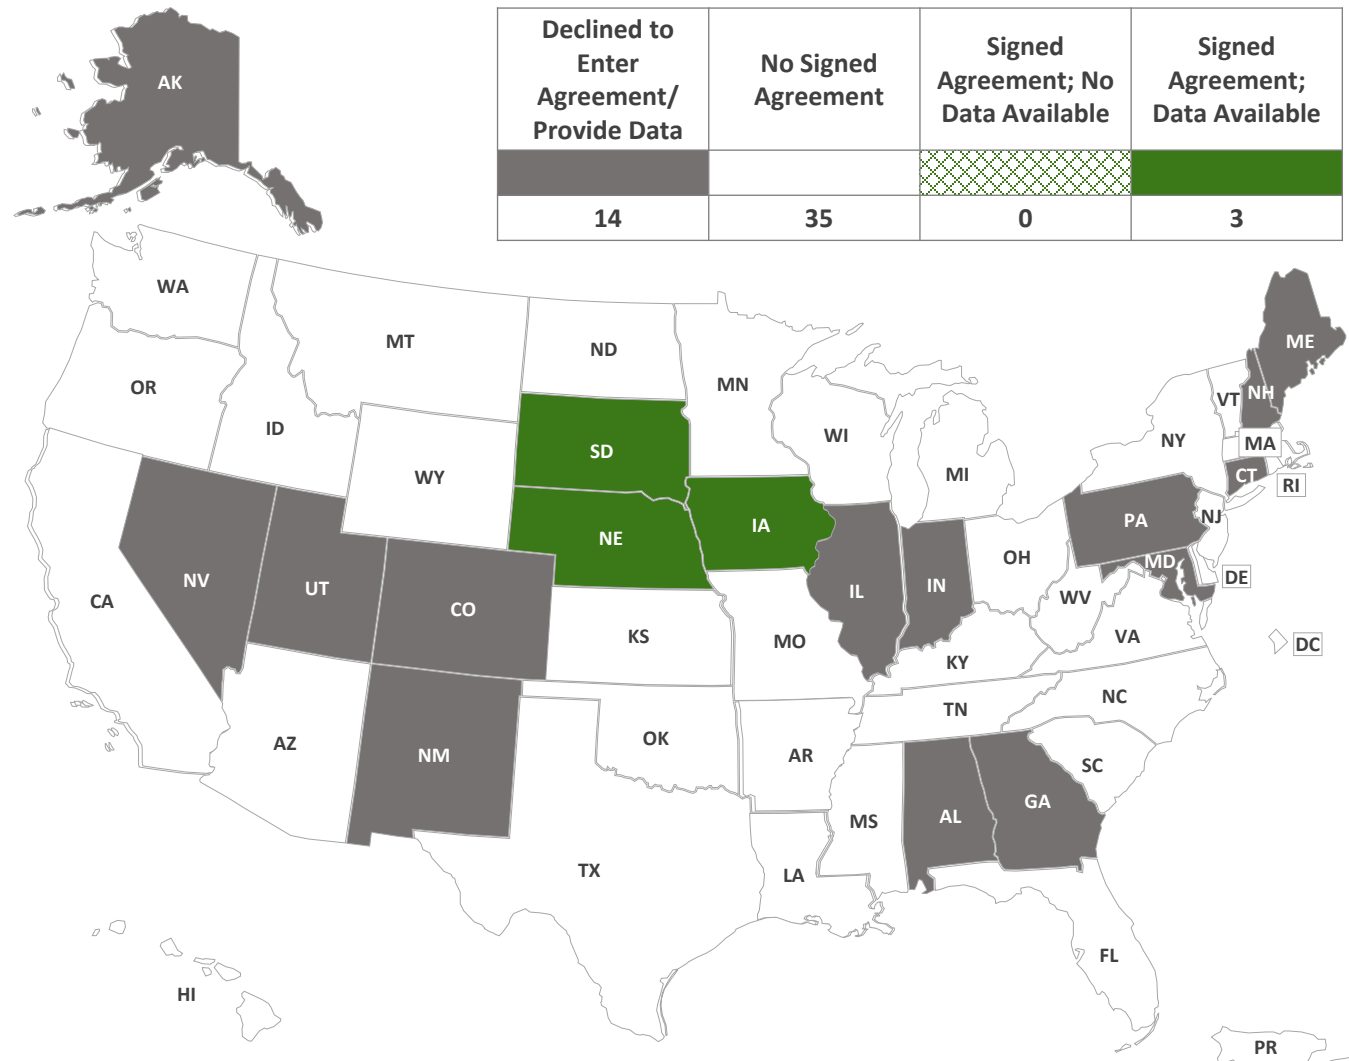 Declined to
Enter
Agreement/
Provide Data
No Signed
Agreement
Signed
Agreement; No
Data Available
Signed
Agreement;
Data Available
14
35
0
3
AK
WA
MT
ND
MN
ME
OR
ID
WY
SD
WI
MI
NY
VT
NH
MA
CT
RI
NE
IA
PA
NJ
NV
UT
CO
CA
KS
MO
IL
IN
OH
WV
MD
DE
VA
DC
KY
AZ
NM
OK
AR
TN
NC
SC
MS
AL
GA
TX
LA
FL
HI
PR